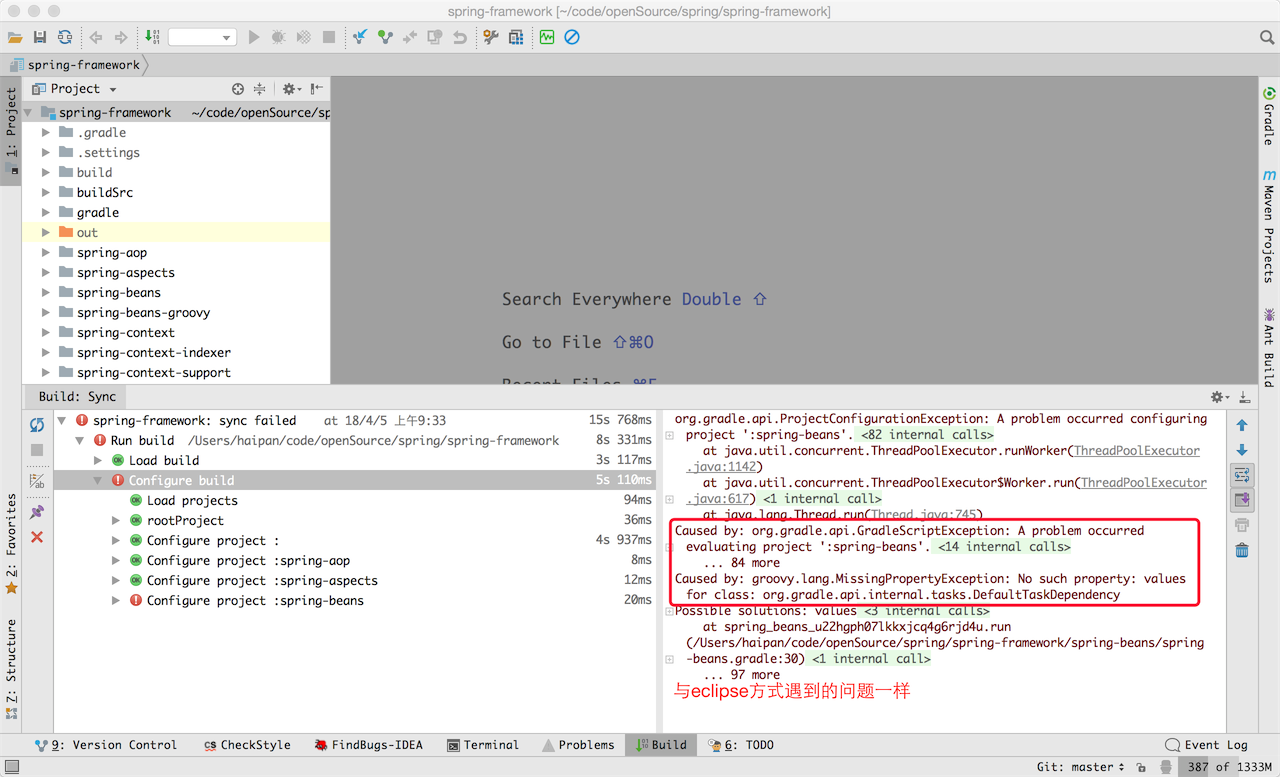 spring-framework [~/code/openSource/spring/spring-framework]
spring-framework
1: Project
Project
spring-framework ~/code/openSource/sp
.gradle
.settings
build
buildSrc
gradle
out
spring-aop
spring-aspects
spring-beans
spring-beans-groovy
spring-context
spring-context-indexer
spring-context-support
Search Everywhere Double ⇧
Go to File ⇧⌘O
Recent Files ⌘E
Gradle
Maven Projects
Ant Build
2: Favorites
Z: Structure
Build: Sync
spring-framework: sync failed at 18/4/5 上午9:33 15s 768ms
Run build /Users/haipan/code/openSource/spring/spring-framework 8s 331ms
Load build 3s 117ms
Configure build 5s 110ms
Load projects 94ms
rootProject 36ms
Configure project : 4s 937ms
Configure project :spring-aop 8ms
Configure project :spring-aspects 12ms
Configure project :spring-beans 20ms
org.gradle.api.ProjectConfigurationException: A problem occurred configuring
project ':spring-beans'. <82 internal calls>
at java.util.concurrent.ThreadPoolExecutor.runWorker(ThreadPoolExecutor
.java:1142)
at java.util.concurrent.ThreadPoolExecutor$Worker.run(ThreadPoolExecutor
.java:617) <1 internal call>
at java.lang.Thread.run(Thread.java:745)
Caused by: org.gradle.api.GradleScriptException: A problem occurred
evaluating project ':spring-beans'. <14 internal calls>
... 84 more
Caused by: groovy.lang.MissingPropertyException: No such property: values
for class: org.gradle.api.internal.tasks.DefaultTaskDependency
Possible solutions: values <3 internal calls>
at spring_beans_u22hgph07lkkxjcq4g6rjd4u.run
(/Users/haipan/code/openSource/spring/spring-framework/spring-beans/spring
-beans.gradle:30) <1 internal call>
... 97 more
与eclipse方式遇到的问题一样
9: Version Control CheckStyle FindBugs-IDEA Terminal Problems Build 6: TODO Event Log
Git: master 387 of 1333M